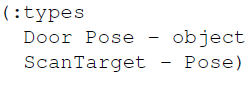 (:types
Door Pose – object
ScanTarget – Pose)